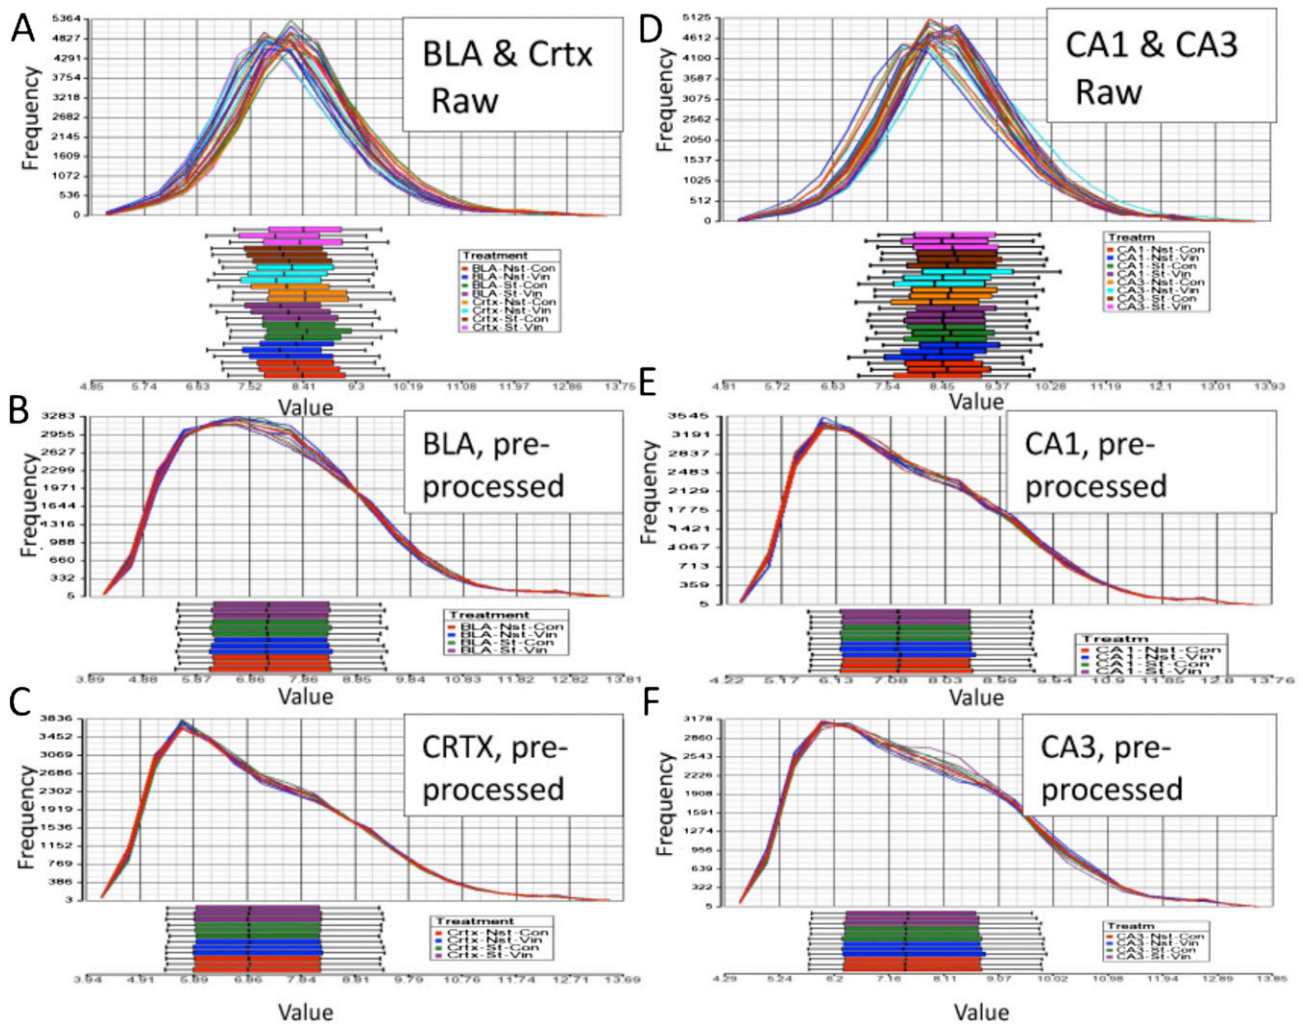 A
5364
4827
4291
3754
3218
2682
2145
1609
1072
536
0
Frequency
BLA & Crtx
Raw
Treatment
BLA-Nst-Con
BLA-Nst-Vin
BLA-St-Con
BLA-St-Vin
Crtx-Nst-Con
Crtx-Nst-Vin
Crtx-St-Con
Crtx-St-Vin
5.74 7.52 8.41 9.3 10.19 11.08 11.97 12.86 13.75
Value
D
5125
4612
4100
3587
3075
2562
2050
1537
1025
512
0
Frequency
CA1 & CA3
Raw
Treatm
CA1-Nst-Con
CA1-Nst-Vin
CA1-St-Con
CA1-St-Vin
CA3-Nst-Con
CA3-Nst-Vin
CA3-St-Con
CA3-St-Vin
4.81 5.72 7.54 8.45 10.28 11.19 12.1 13.01 13.93
Value
B
3283
2955
2627
2299
1971
1644
1316
988
660
332
5
Frequency
BLA, pre-
processed
Treatment
BLA-Nst-Con
BLA-Nst-Vin
BLA-St-Con
BLA-St-Vin
3.89 4.88 5.87 6.86 7.86 8.85 9.84 10.83 11.82 12.82 13.81
Value
E
3545
3191
2837
2483
2129
1775
1421
1067
713
359
5
Frequency
CA1, pre-
processed
Treatm
CA1-Nst-Con
CA1-Nst-Vin
CA1-St-Con
CA1-St-Vin
4.22 5.17 6.13 7.08 8.03 8.99 9.94 10.9 11.85 12.8 13.76
Value
C
3836
3452
3069
2686
2302
1919
1536
1152
769
386
3
Frequency
CRTX, pre-
processed
Treatment
Crtx-Nst-Con
Crtx-Nst-Vin
Crtx-St-Con
Crtx-St-Vin
3.94 4.91 5.89 6.86 7.84 8.81 9.79 10.76 11.74 12.71 13.69
Value
F
3178
2860
2543
2226
1908
1591
1274
956
639
322
5
Frequency
CA3, pre-
processed
Treatm
CA3-Nst-Con
CA3-Nst-Vin
CA3-St-Con
CA3-St-Vin
4.29 5.24 6.2 7.16 8.11 9.07 10.02 10.98 11.94 12.89 13.85
Value